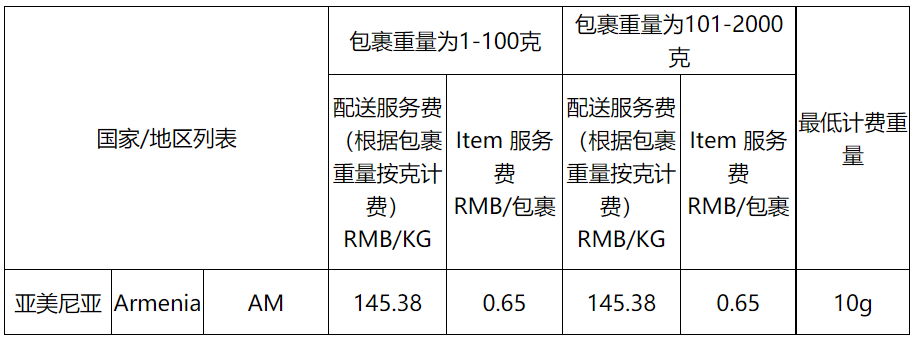 国家/地区列表
包裹重量为1-100克
包裹重量为101-2000
克
最低计费重
量
配送服务费
（根据包裹
重量按克计
费）
RMB/KG
Item 服务
费
RMB/包裹
配送服务费
（根据包裹
重量按克计
费）
RMB/KG
Item 服务
费
RMB/包裹
亚美尼亚 Armenia AM 145.38 0.65 145.38 0.65 10g